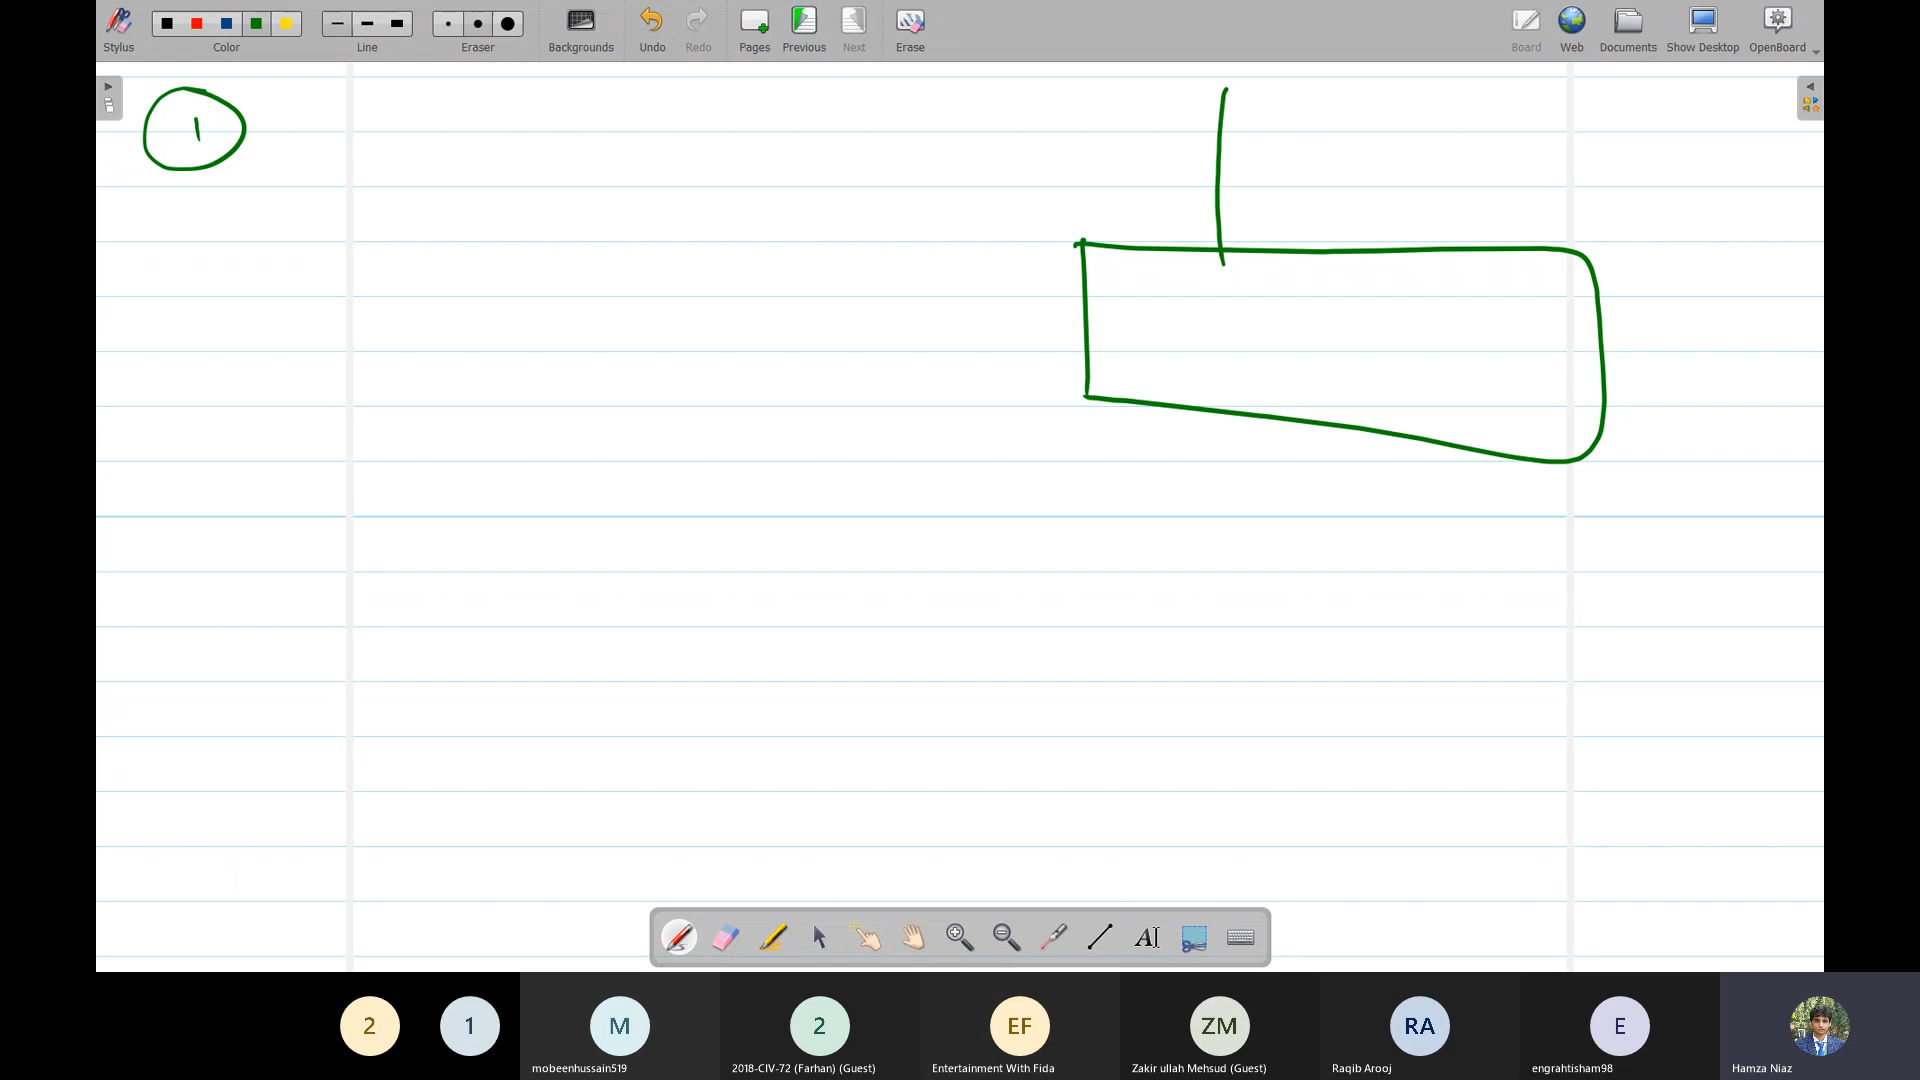 Stylus Color Line Eraser Backgrounds Undo Redo Pages Previous Next Erase Board Web Documents Show Desktop OpenBoard
1
A
2 1 M 2 EF ZM RA E
mobeenhussain519 2018-CIV-72 (Farhan) (Guest) Entertainment With Fida Zakir ullah Mehsud (Guest) Raqib Arooj engrahtisham98 Hamza Niaz